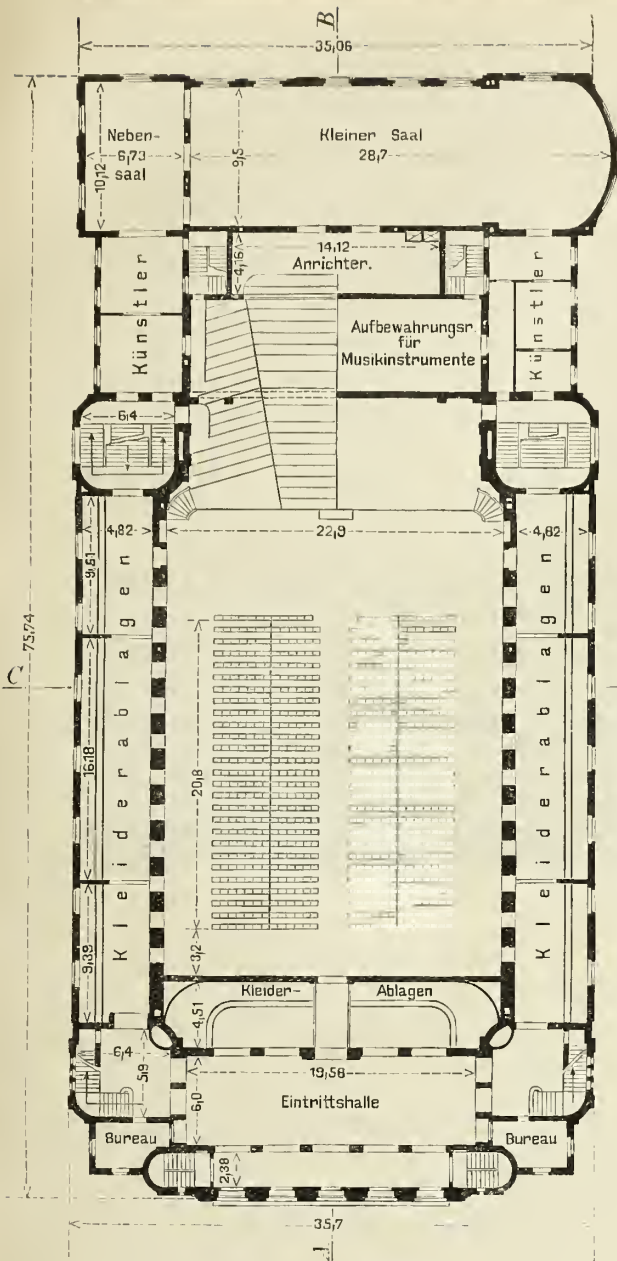 B
35,06
Neben-
6,73
saal
10,12
9,5
Kleiner Saal
28,7
14,12
Anrichter.
4,16
Künstler
Künstler
Aufbewahrungsr.
für
Musikinstrumente
6,4
4,82
22,9
4,82
9,51
Kleiderablagen
Kleiderablagen
75,74
C
16,18
20,8
9,39
3,2
Kleider-
Ablagen
4,51
6,4
5,9
19,58
6,0
Eintrittshalle
Bureau
Bureau
2,38
35,7